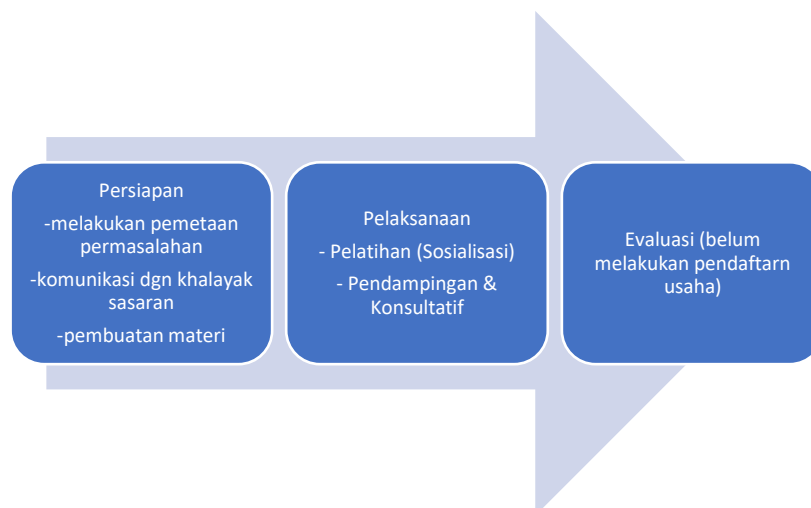 Persiapan
-melakukan pemetaan
permasalahan
-komunikasi dgn khalayak
sasaran
-pembuatan materi
Pelaksanaan
- Pelatihan (Sosialisasi)
- Pendampingan &
Konsultatif
Evaluasi (belum
melakukan pendaftarn
usaha)